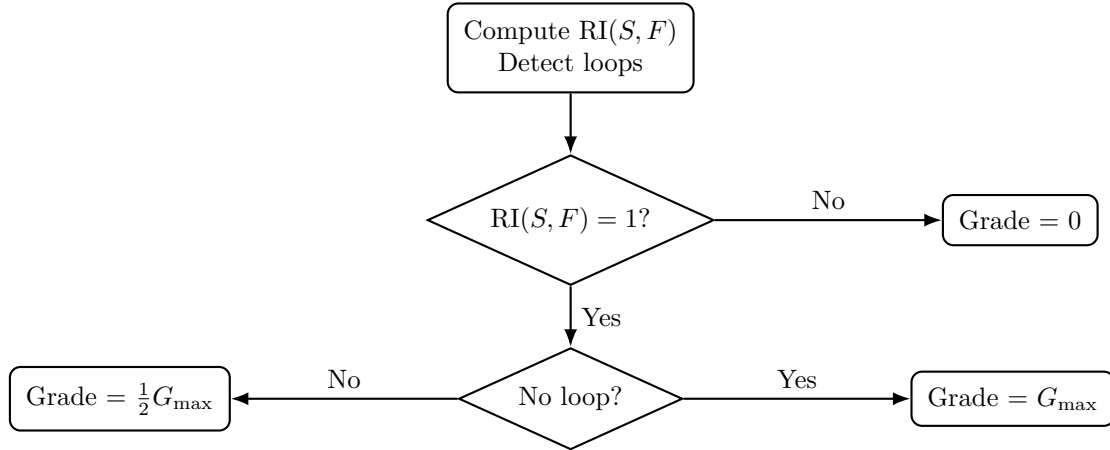 Compute RI(S, F)
Detect loops
RI(S, F) = 1?
No
Grade = 0
Yes
No loop?
No
Grade = ½G_max
Yes
Grade = G_max